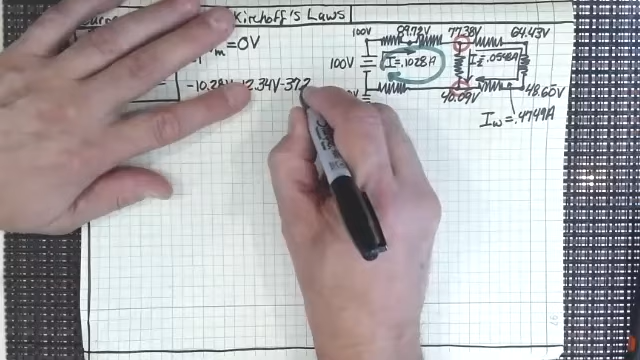 Kirchoff's Laws
100V 89.72V 77.38V 64.43V
=0V
100V I=.1028A I=.0548A
-10.28V
.34V-37.2
40.09V 48.60V
Iw=.4749A